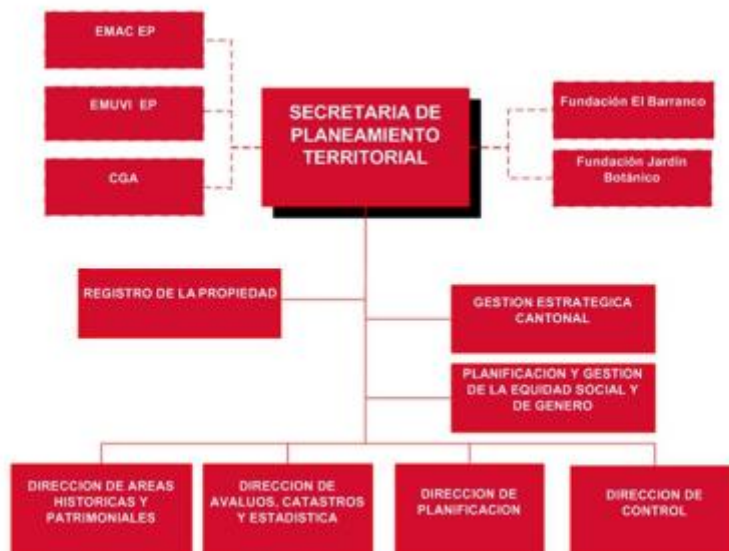 EMAC EP
EMUVI EP
CGA
SECRETARIA DE
PLANEAMIENTO
TERRITORIAL
Fundación El Barranco
Fundación Jardín
Botánico
REGISTRO DE LA PROPIEDAD
GESTION ESTRATEGICA
CANTONAL
PLANIFICACION Y GESTION
DE LA EQUIDAD SOCIAL Y
DE GENERO
DIRECCION DE AREAS
HISTORICAS Y
PATRIMONIALES
DIRECCION DE
AVALUOS, CATASTROS
Y ESTADISTICA
DIRECCION DE
PLANIFICACION
DIRECCION DE
CONTROL